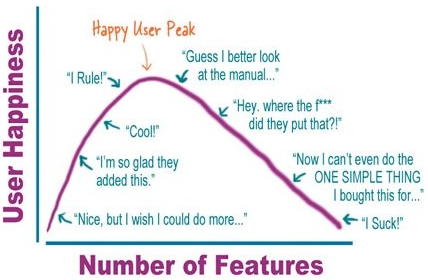 Happy User Peak
"Guess I better look
at the manual..."
"I Rule!"
"Hey. where the f***
did they put that?!"
"Cool!"
"I'm so glad they
added this."
"Now I can't even do the
ONE SIMPLE THING
I bought this for..."
"Nice, but I wish I could do more..."
"I Suck!"
User Happiness
Number of Features